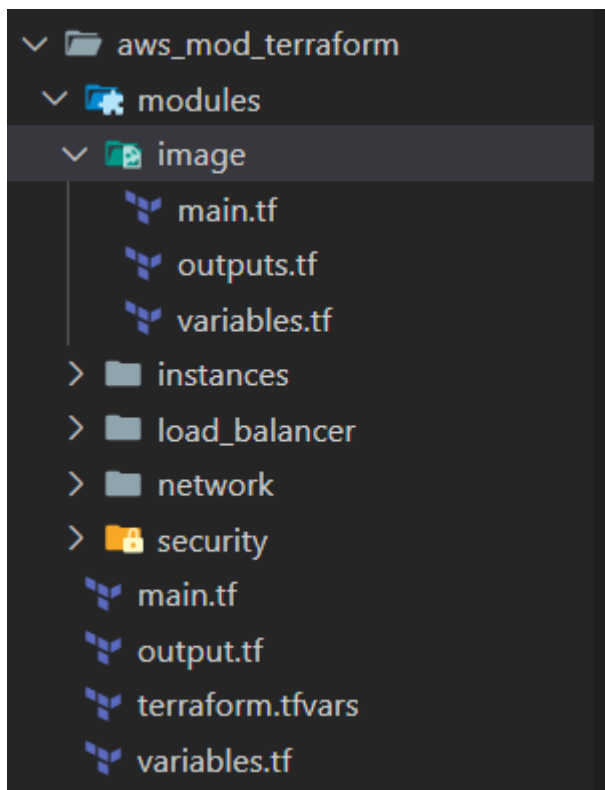 aws_mod_terraform
modules
image
main.tf
outputs.tf
variables.tf
instances
load_balancer
network
security
main.tf
output.tf
terraform.tfvars
variables.tf